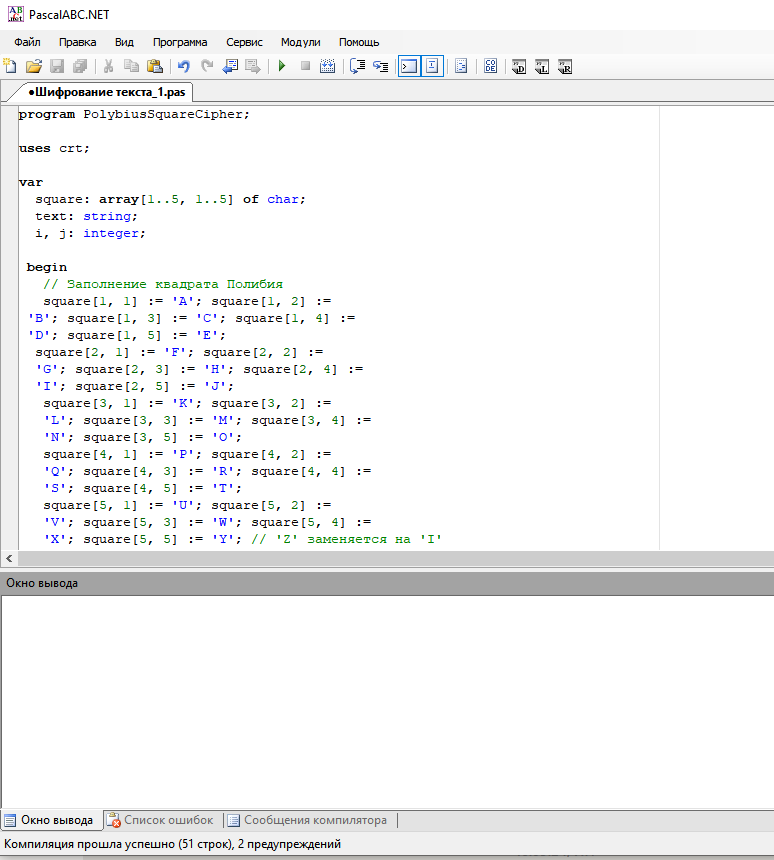 PascalABC.NET
Файл Правка Вид Программа Сервис Модули Помощь
•Шифрование текста_1.pas
program PolybiusSquareCipher;
uses crt;
var
square: array[1..5, 1..5] of char;
text: string;
i, j: integer;
begin
// Заполнение квадрата Полибия
square[1, 1] := 'A'; square[1, 2] :=
'B'; square[1, 3] := 'C'; square[1, 4] :=
'D'; square[1, 5] := 'E';
square[2, 1] := 'F'; square[2, 2] :=
'G'; square[2, 3] := 'H'; square[2, 4] :=
'I'; square[2, 5] := 'J';
square[3, 1] := 'K'; square[3, 2] :=
'L'; square[3, 3] := 'M'; square[3, 4] :=
'N'; square[3, 5] := 'O';
square[4, 1] := 'P'; square[4, 2] :=
'Q'; square[4, 3] := 'R'; square[4, 4] :=
'S'; square[4, 5] := 'T';
square[5, 1] := 'U'; square[5, 2] :=
'V'; square[5, 3] := 'W'; square[5, 4] :=
'X'; square[5, 5] := 'Y'; // 'Z' заменяется на 'I'
Окно вывода
Окно вывода Список ошибок Сообщения компилятора
Компиляция прошла успешно (51 строк), 2 предупреждений